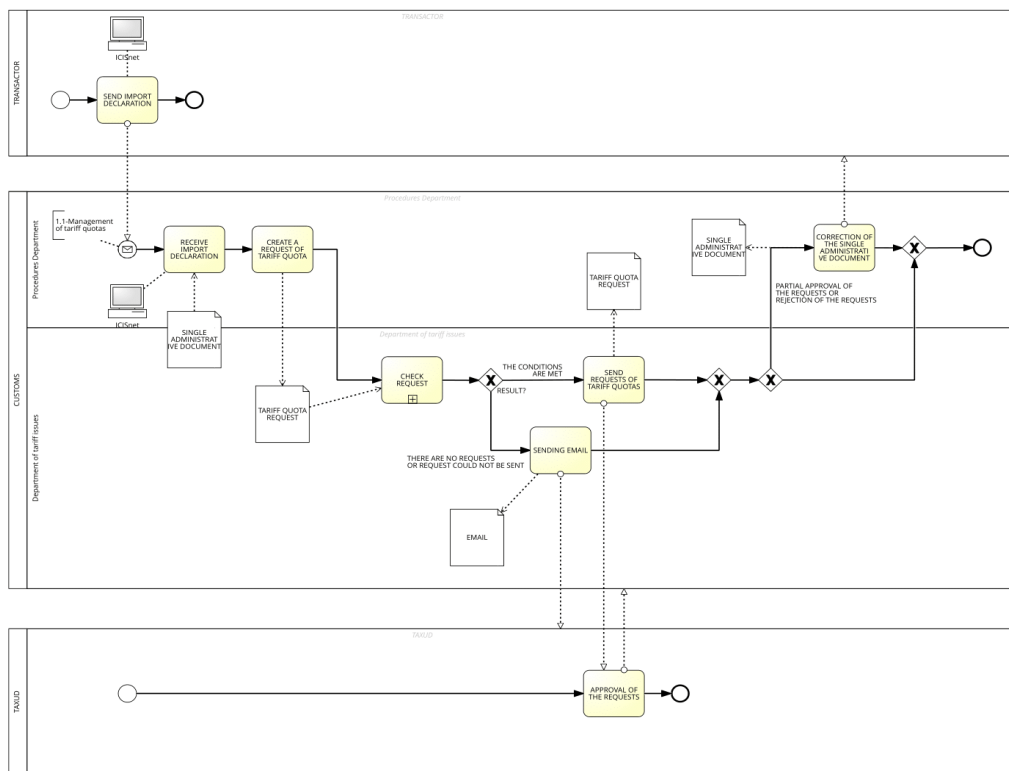 TRANSACTOR
TRANSACTOR
ICISnet
SEND IMPORT
DECLARATION
CUSTOMS
Procedures Department
Procedures Department
1.1-Management
of tariff quotas
RECEIVE
IMPORT
DECLARATION
CREATE A
REQUEST OF
TARIFF QUOTA
ICISnet
SINGLE
ADMINISTRAT
IVE DOCUMENT
TARIFF QUOTA
REQUEST
SINGLE
ADMINISTRAT
IVE DOCUMENT
CORRECTION OF
THE SINGLE
ADMINISTRATI
VE DOCUMENT
PARTIAL APPROVAL OF
THE REQUESTS OR
REJECTION OF THE REQUESTS
Department of tariff issues
Department of tariff issues
TARIFF QUOTA
REQUEST
CHECK
REQUEST
THE CONDITIONS
ARE MET
RESULT?
SEND
REQUESTS OF
TARIFF QUOTAS
THERE ARE NO REQUESTS
OR REQUEST COULD NOT BE SENT
SENDING EMAIL
EMAIL
TAXUD
TAXUD
APPROVAL OF
THE REQUESTS